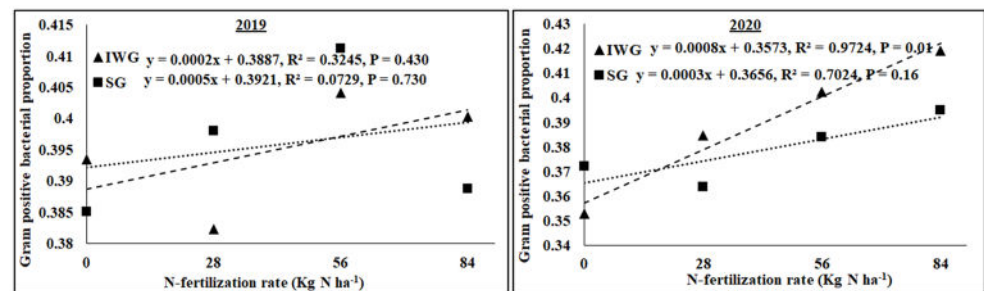 2019
IWG y = 0.0002x + 0.3887, R² = 0.3245, P = 0.430
SG y = 0.0005x + 0.3921, R² = 0.0729, P = 0.730
Gram positive bacterial proportion
0.415
0.41
0.405
0.4
0.395
0.39
0.385
0.38
0 28 56 84
N-fertilization rate (Kg N ha⁻¹)
2020
IWG y = 0.0008x + 0.3573, R² = 0.9724, P = 0.01
SG y = 0.0003x + 0.3656, R² = 0.7024, P = 0.16
Gram positive bacterial proportion
0.43
0.42
0.41
0.4
0.39
0.38
0.37
0.36
0.35
0.34
0 28 56 84
N-fertilization rate (Kg N ha⁻¹)